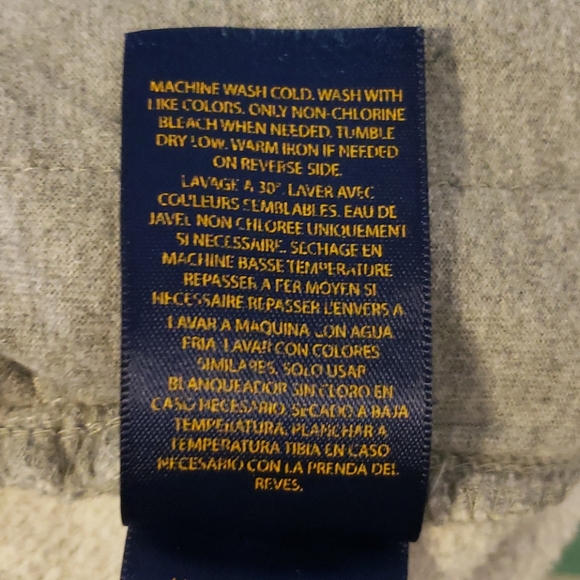 MACHINE WASH COLD. WASH WITH
LIKE COLORS. ONLY NON-CHLORINE
BLEACH WHEN NEEDED. TUMBLE
DRY LOW. WARM IRON IF NEEDED
ON REVERSE SIDE.
LAVAGE A 30°. LAVER AVEC
COULEURS SEMBLABLES. EAU DE
JAVEL NON CHLOREE UNIQUEMENT
SI NECESSAIRE. SECHAGE EN
MACHINE BASSE TEMPERATURE
REPASSER A FER MOYEN SI
NECESSAIRE REPASSER L'ENVERS A
LAVAR A MAQUINA CON AGUA
FRIA. LAVAR CON COLORES
SIMILARES. SOLO USAR
BLANQUEADOR SIN CLORO EN
CASO NECESARIO. SECADO A BAJA
TEMPERATURA. PLANCHAR A
TEMPERATURA TIBIA EN CASO
NECESARIO CON LA PRENDA DEL
REVES.